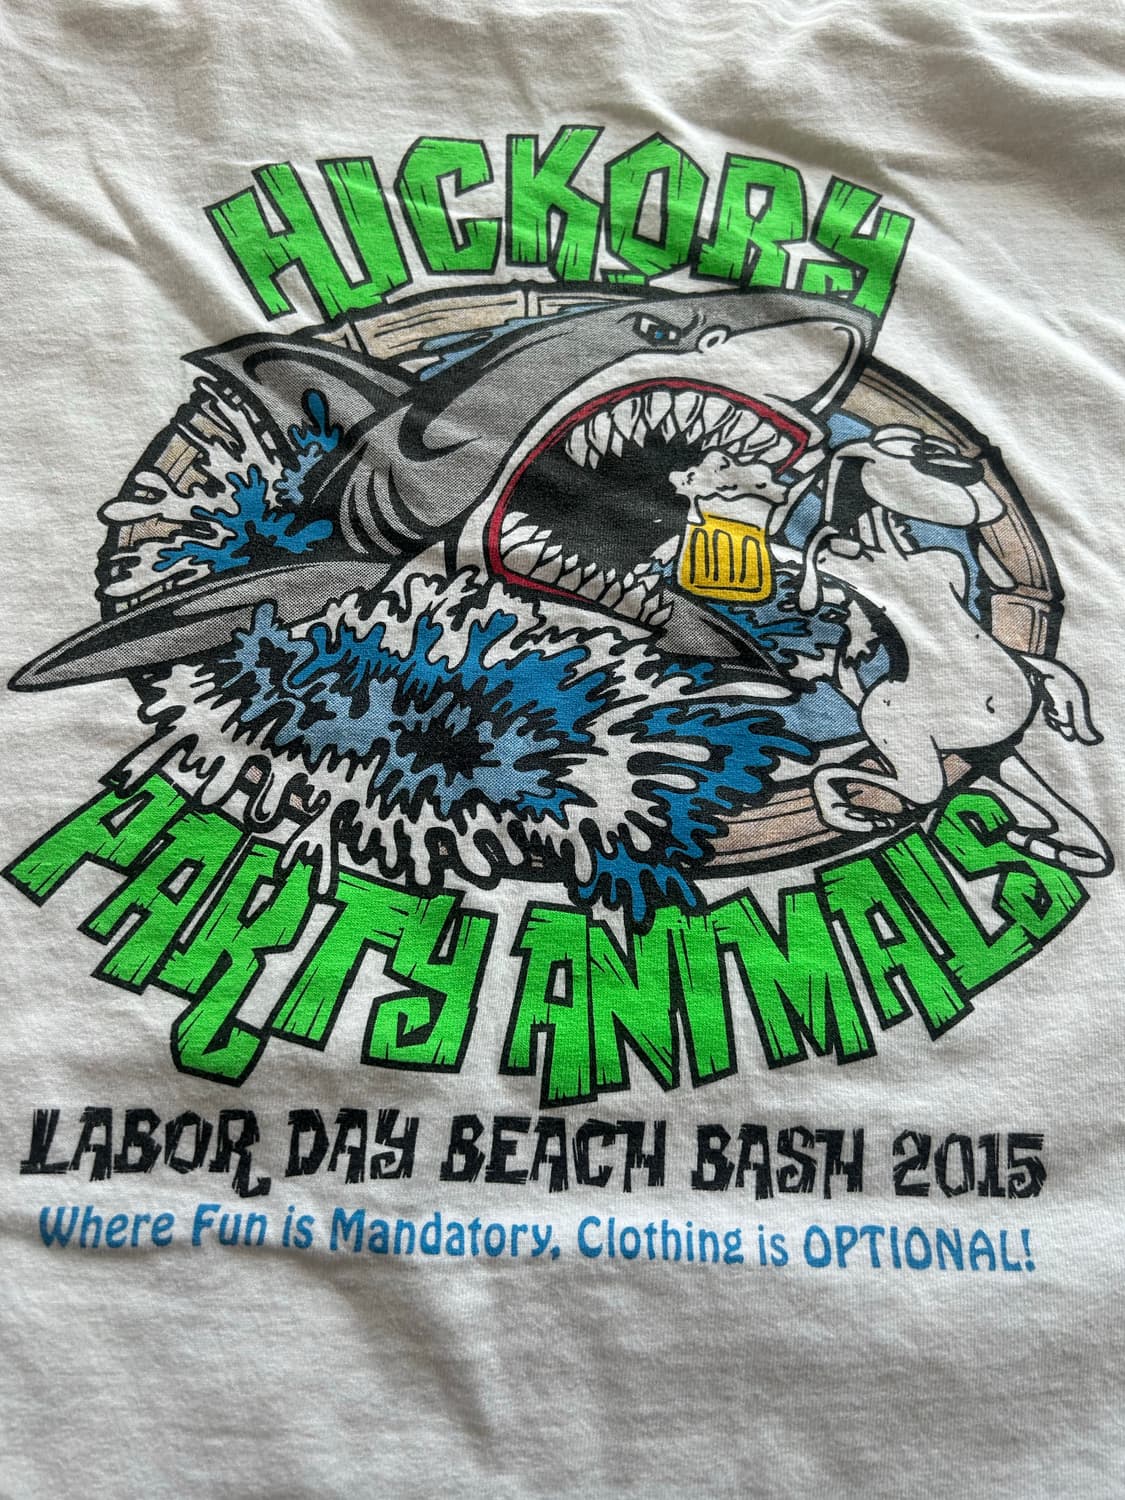 HICKORY
PARTY ANIMALS
LABOR DAY BEACH BASH 2015
Where Fun is Mandatory, Clothing is OPTIONAL!